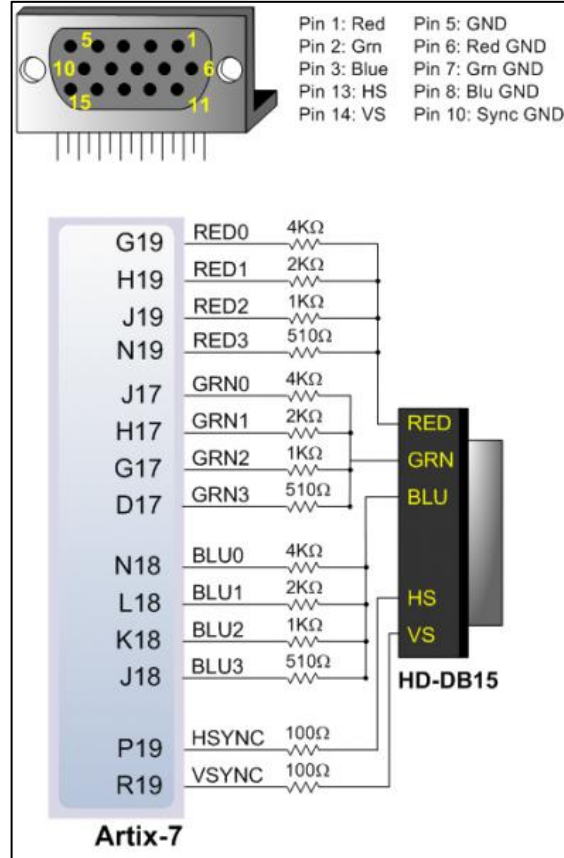 5
1
10
6
15
11
Pin 1: Red Pin 5: GND
Pin 2: Grn Pin 6: Red GND
Pin 3: Blue Pin 7: Grn GND
Pin 13: HS Pin 8: Blu GND
Pin 14: VS Pin 10: Sync GND
G19 RED0 4KΩ
H19 RED1 2KΩ
J19 RED2 1KΩ
N19 RED3 510Ω
J17 GRN0 4KΩ
H17 GRN1 2KΩ
G17 GRN2 1KΩ
D17 GRN3 510Ω
N18 BLU0 4KΩ
L18 BLU1 2KΩ
K18 BLU2 1KΩ
J18 BLU3 510Ω
P19 HSYNC 100Ω
R19 VSYNC 100Ω
Artix-7
RED
GRN
BLU
HS
VS
HD-DB15